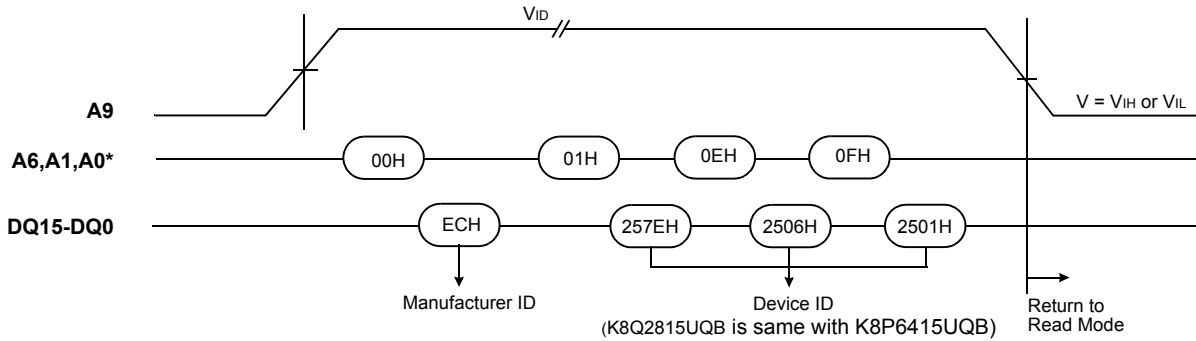 VID
A9
V = VIH or VIL
A6,A1,A0*
00H
01H
0EH
0FH
DQ15-DQ0
ECH
257EH
2506H
2501H
Manufacturer ID
Device ID
(K8Q2815UQB is same with K8P6415UQB)
Return to
Read Mode